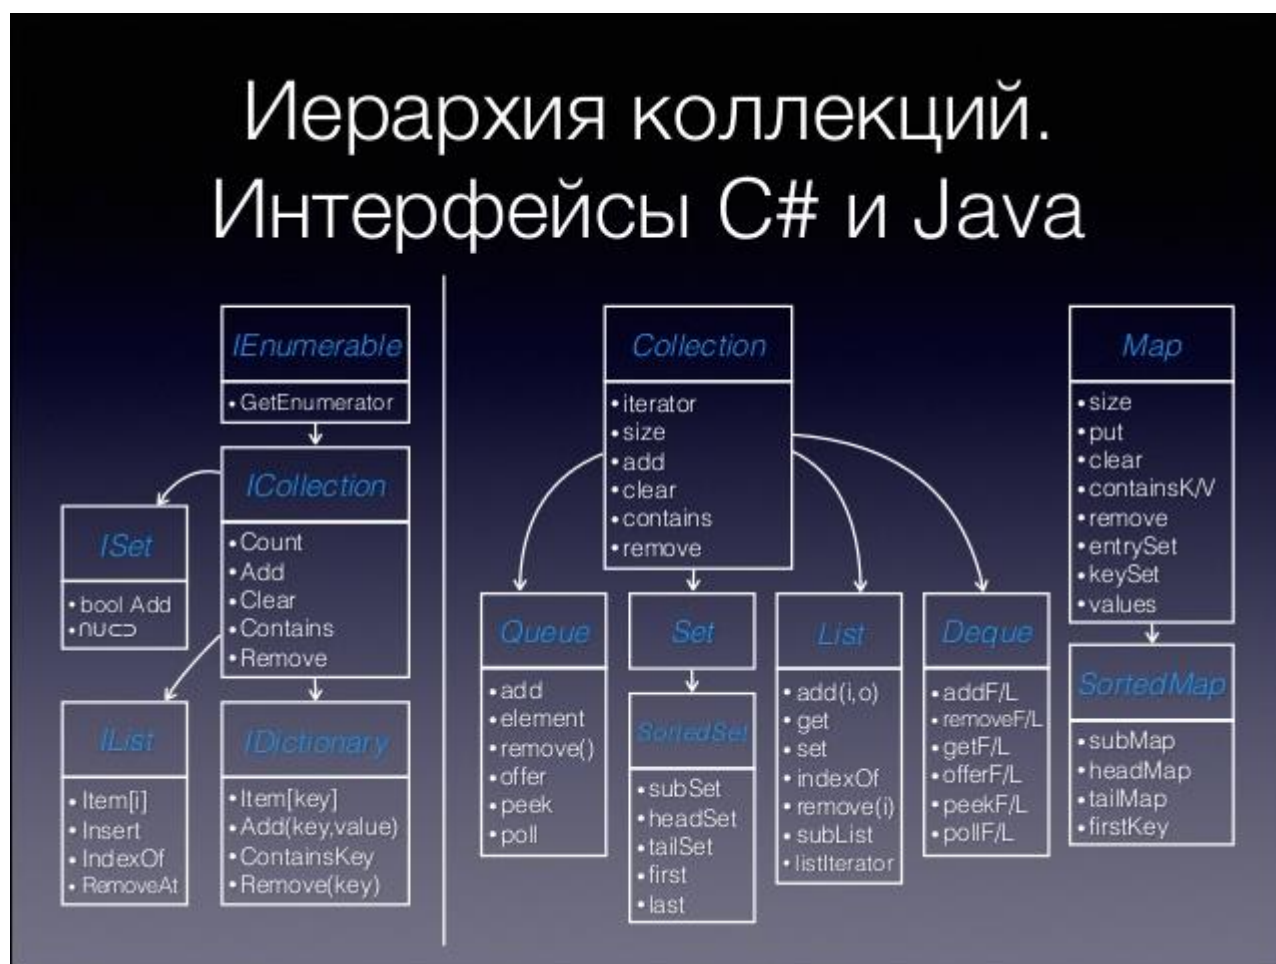 Иерархия коллекций.
Интерфейсы C# и Java
IEnumerable
• GetEnumerator
ICollection
• Count
• Add
• Clear
• Contains
• Remove
ISet
• bool Add
• ∩∪⊂⊃
IList
• Item[i]
• Insert
• IndexOf
• RemoveAt
IDictionary
• Item[key]
• Add(key,value)
• ContainsKey
• Remove(key)
Collection
• iterator
• size
• add
• clear
• contains
• remove
Queue
• add
• element
• remove()
• offer
• peek
• poll
Set
SortedSet
• subSet
• headSet
• tailSet
• first
• last
List
• add(i,o)
• get
• set
• indexOf
• remove(i)
• subList
• listIterator
Deque
• addF/L
• removeF/L
• getF/L
• offerF/L
• peekF/L
• pollF/L
Map
• size
• put
• clear
• containsK/V
• remove
• entrySet
• keySet
• values
SortedMap
• subMap
• headMap
• tailMap
• firstKey